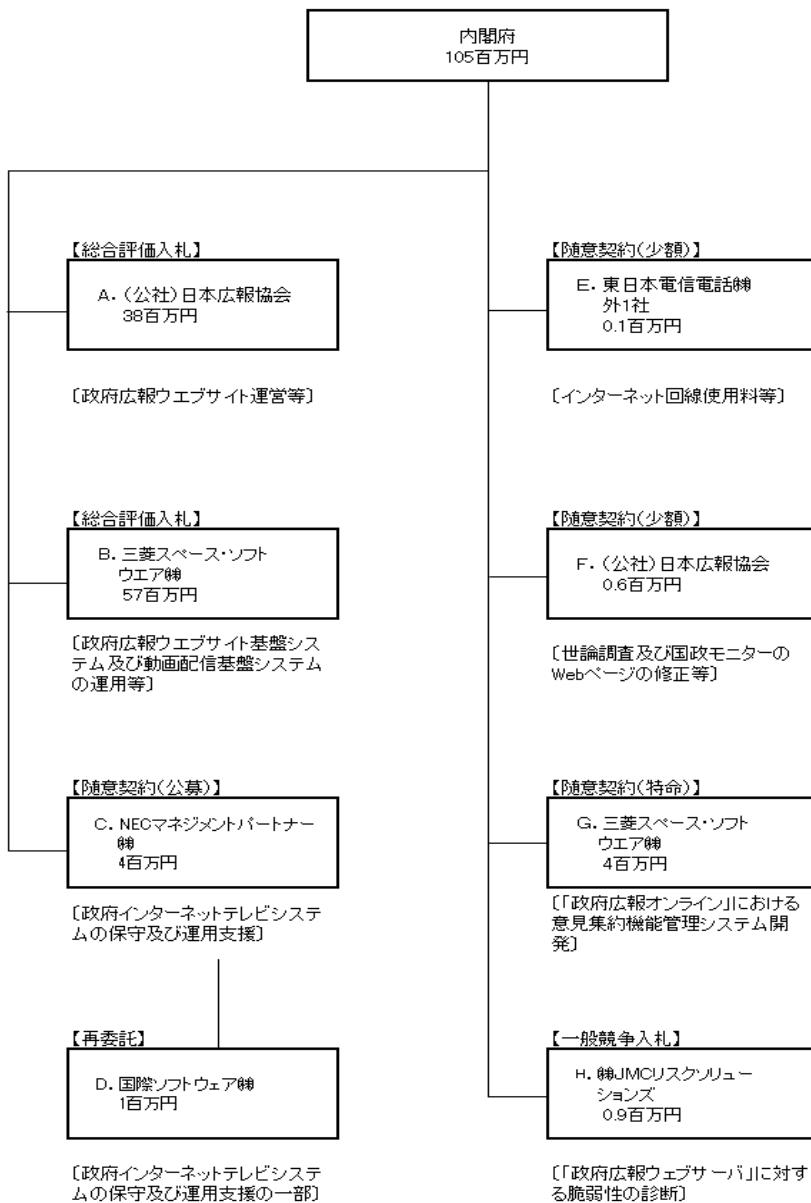 内閣府
105百万円
【総合評価入札】
A．（公社）日本広報協会
38百万円
〔政府広報ウエブサイト運営等〕
【総合評価入札】
B．三菱スペース・ソフト
ウエア㈱
57百万円
〔政府広報ウエブサイト基盤シス
テム及び動画配信基盤システム
の運用等〕
【随意契約（公募）】
C．NECマネジメントパートナー
㈱
4百万円
〔政府インターネットテレビシステ
ムの保守及び運用支援〕
【再委託】
D．国際ソフトウェア㈱
1百万円
〔政府インターネットテレビシステ
ムの保守及び運用支援の一部〕
【随意契約（少額）】
E．東日本電信電話㈱
外1社
0.1百万円
〔インターネット回線使用料等〕
【随意契約（少額）】
F．（公社）日本広報協会
0.6百万円
〔世論調査及び国政モニターの
Webページの修正等〕
【随意契約（特命）】
G．三菱スペース・ソフト
ウエア㈱
4百万円
〔「政府広報オンライン」における
意見集約機能管理システム開
発〕
【一般競争入札】
H．㈱JMCリスクソリュー
ションズ
0.9百万円
〔「政府広報ウェブサーバ」に対す
る脆弱性の診断〕